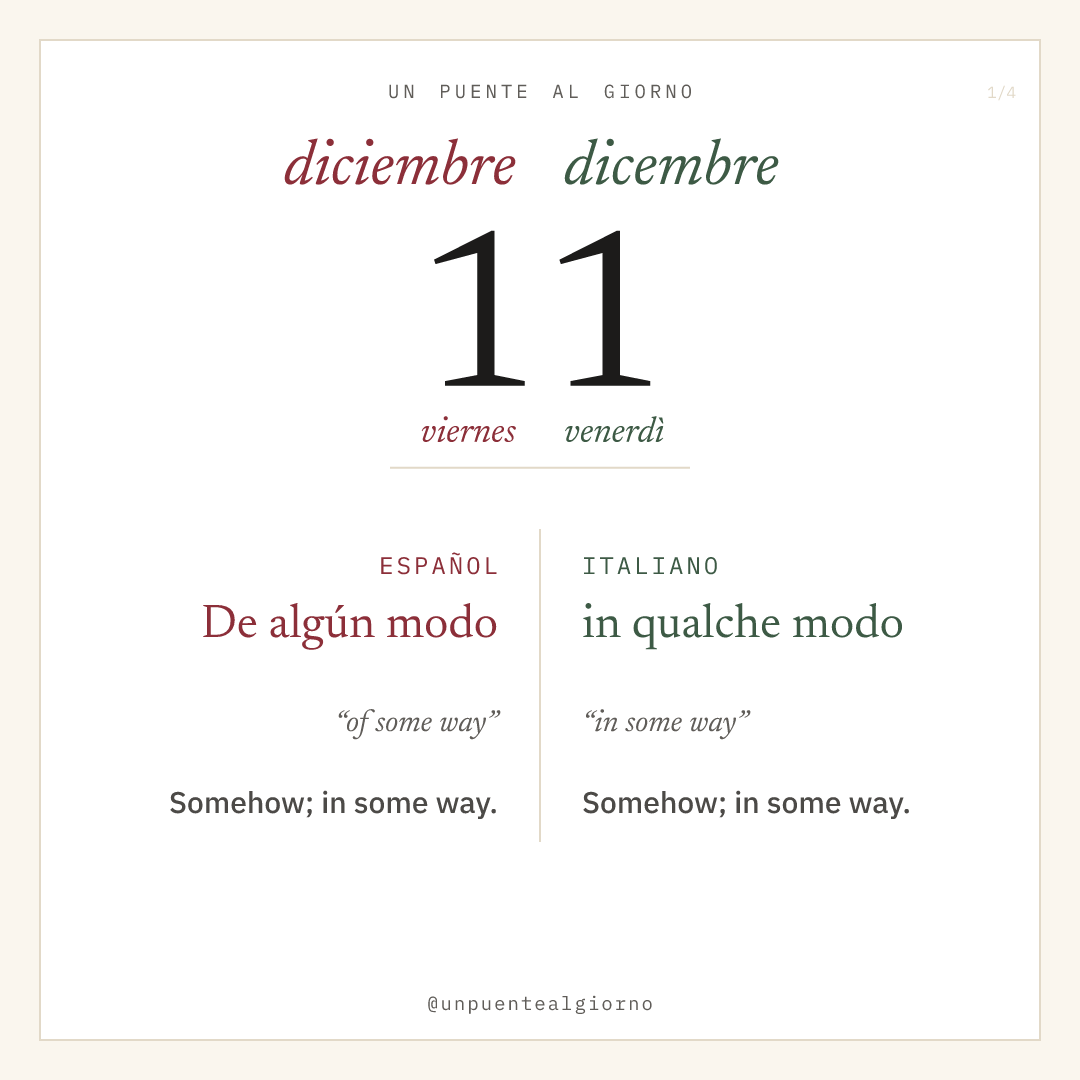 UN PUENTE AL GIORNO
1/4
diciembre dicembre
11
viernes venerdì
ESPAÑOL
De algún modo
“of some way”
Somehow; in some way.
ITALIANO
in qualche modo
“in some way”
Somehow; in some way.
@unpuentealgiorno